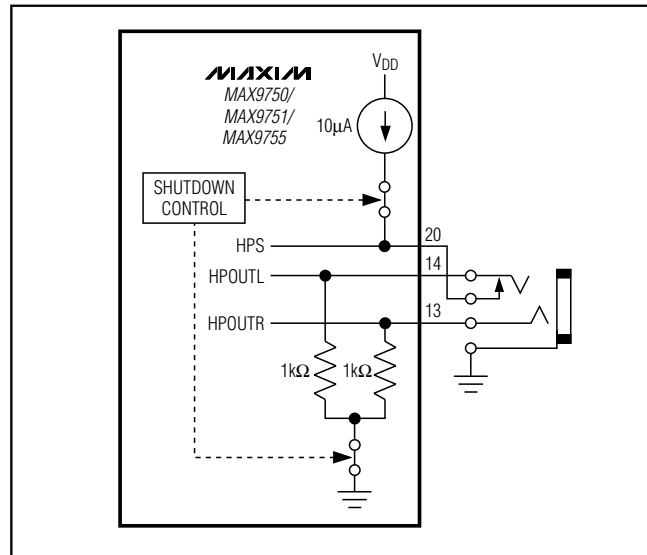 MAXIM
MAX9750/
MAX9751/
MAX9755
VDD
10μA
SHUTDOWN
CONTROL
HPS
20
HPOUTL
14
HPOUTR
13
1kΩ
1kΩ